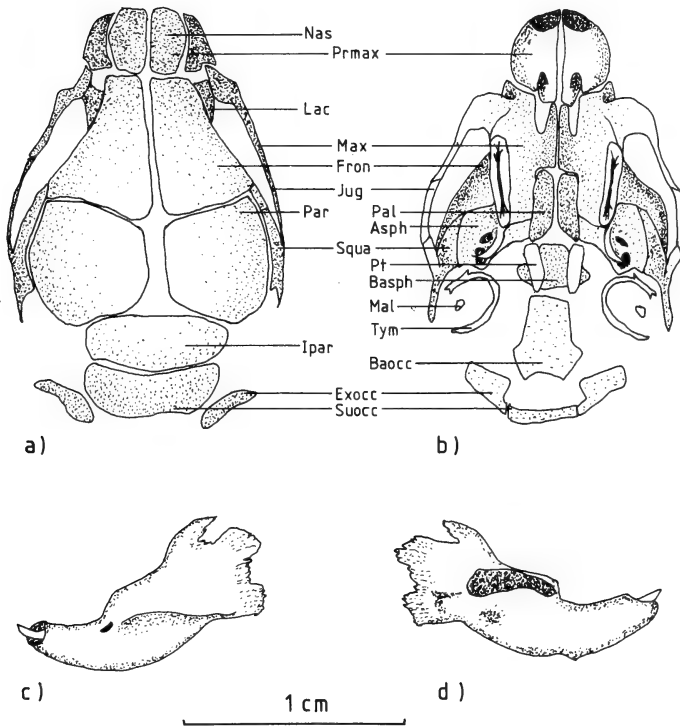 Nas
Prmax
Lac
Max
Fron
Jug
Par
Pal
Asph
Squa
Pt
Basph
Mal
Tym
Ipar
Baocc
Exocc
Suocc
a)
b)
c)
d)
1 cm